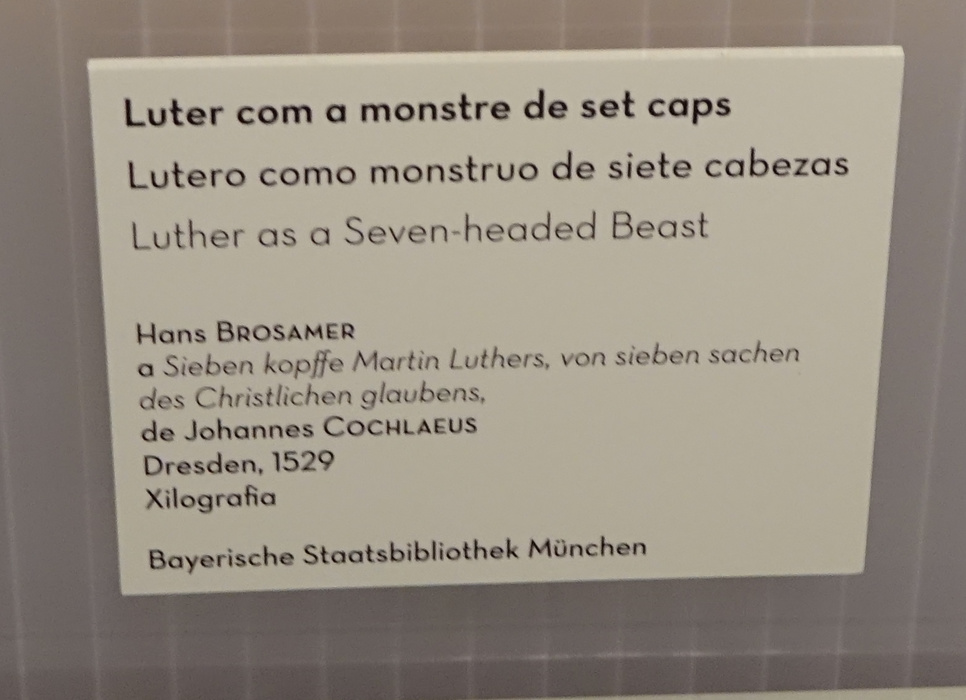 Luter com a monstre de set caps
Lutero como monstruo de siete cabezas
Luther as a Seven-headed Beast
Hans BROSAMER
a Sieben kopffe Martin Luthers, von sieben sachen
des Christlichen glaubens,
de Johannes COCHLAEUS
Dresden, 1529
Xilografia
Bayerische Staatsbibliothek München